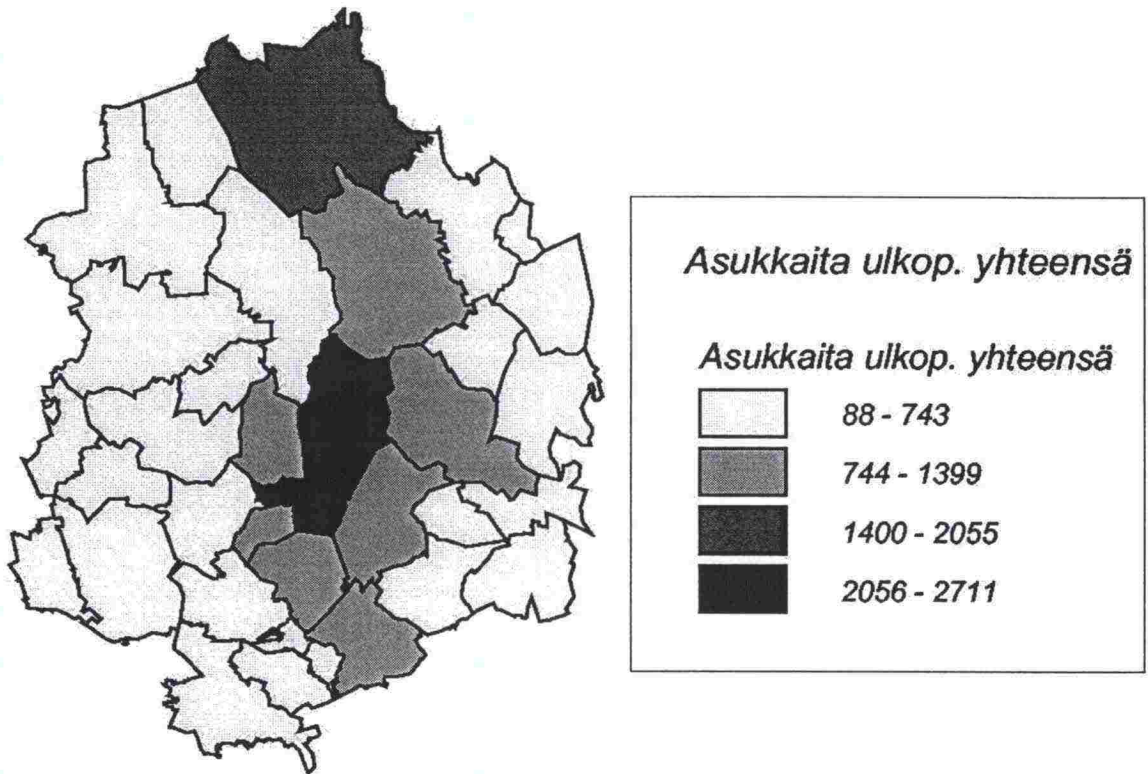 Asukkaita ulkop. yhteensä
Asukkaita ulkop. yhteensä
88 - 743
744 - 1399
1400 - 2055
2056 - 2711